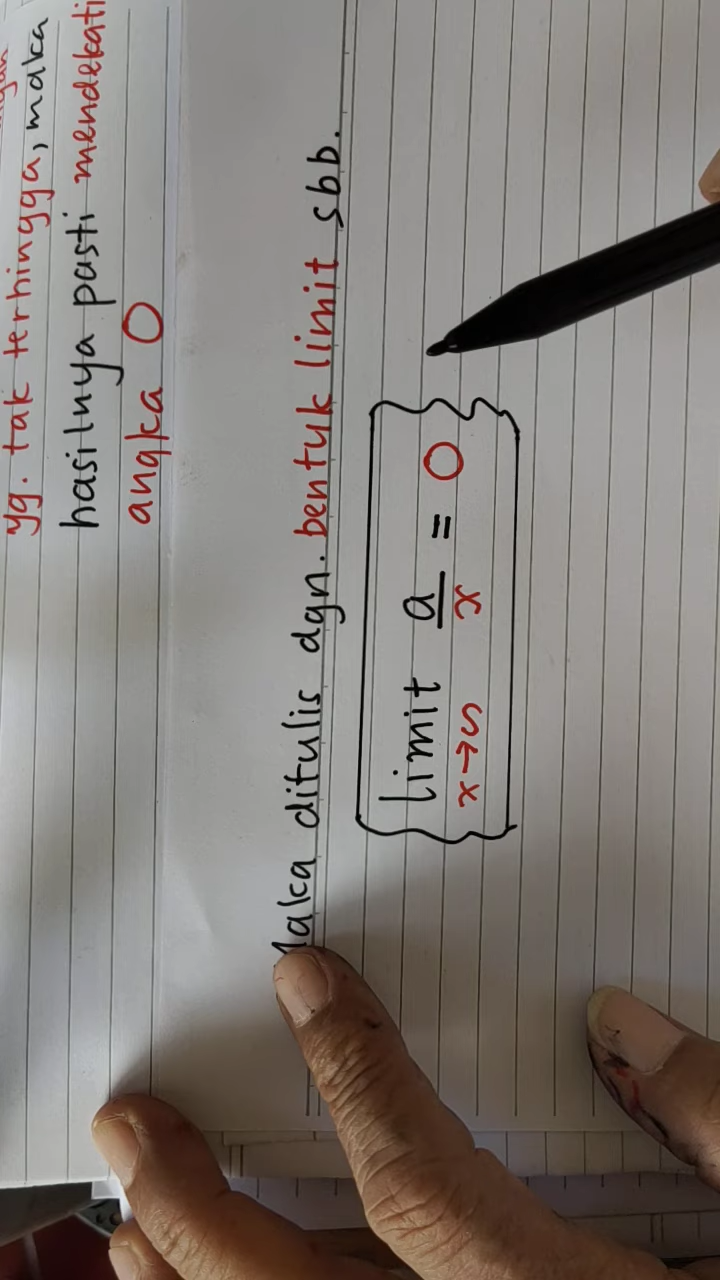 yg. tak terhingga, maka
hasilnya pasti mendekati
angka 0
Maka ditulis dgn. bentuk limit sbb.
limit a/x = 0
x→~